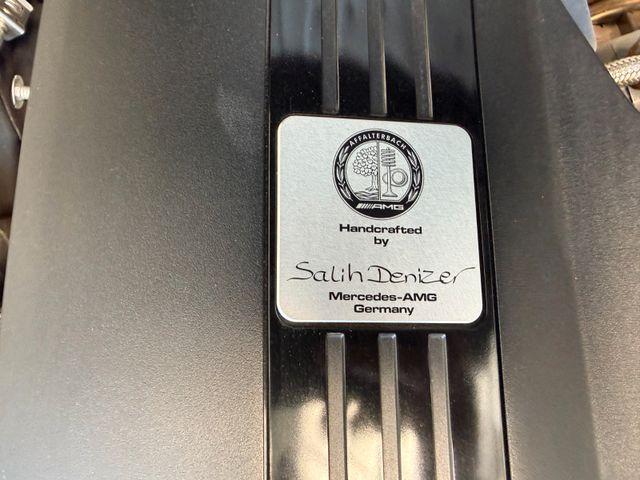 AFFALTERBACH
AMG
Handcrafted
by
Salih Denizer
Mercedes-AMG
Germany